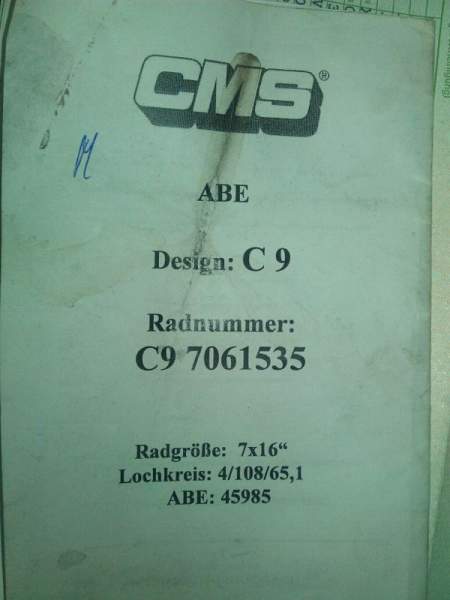 CMS®
ABE
Design: C 9
Radnummer:
C9 7061535
Radgröße: 7x16“
Lochkreis: 4/108/65,1
ABE: 45985